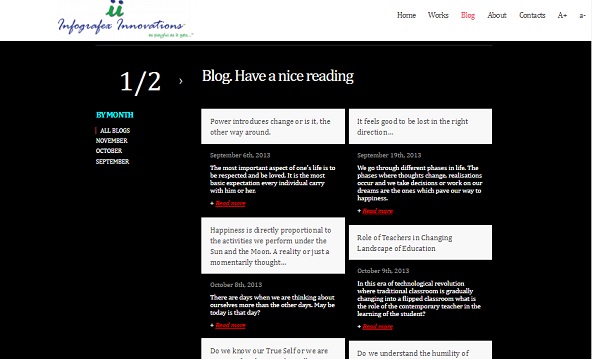 Infografex Innovations
Home Works Blog About Contacts A+ a-
1/2 › Blog. Have a nice reading
BY MONTH
ALL BLOGS
NOVEMBER
OCTOBER
SEPTEMBER
Power introduces change or is it, the
other way around.
September 6th, 2013
The most important aspect of one's life is to
be respected and be loved. It is the most
basic expectation every individual carry
with him or her.
+ Read more
It feels good to be lost in the right
direction...
September 19th, 2013
We go through different phases in life. The
phases where thoughts change, realisations
occur and we take decisions or work on our
dreams are the ones which pave our way to
happiness.
+ Read more
Happiness is directly proportional to
the activities we perform under the
Sun and the Moon. A reality or just a
momentarily thought...
October 8th, 2013
There are days when we are thinking about
ourselves more than the other days. May be
today is that day?
+ Read more
Role of Teachers in Changing
Landscape of Education
October 9th, 2013
In this era of technological revolution
where traditional classroom is gradually
changing into a flipped classroom what is
the role of the contemporary teacher in the
learning of the student?
+ Read more
Do we know our True Self or we are
Do we understand the humility of